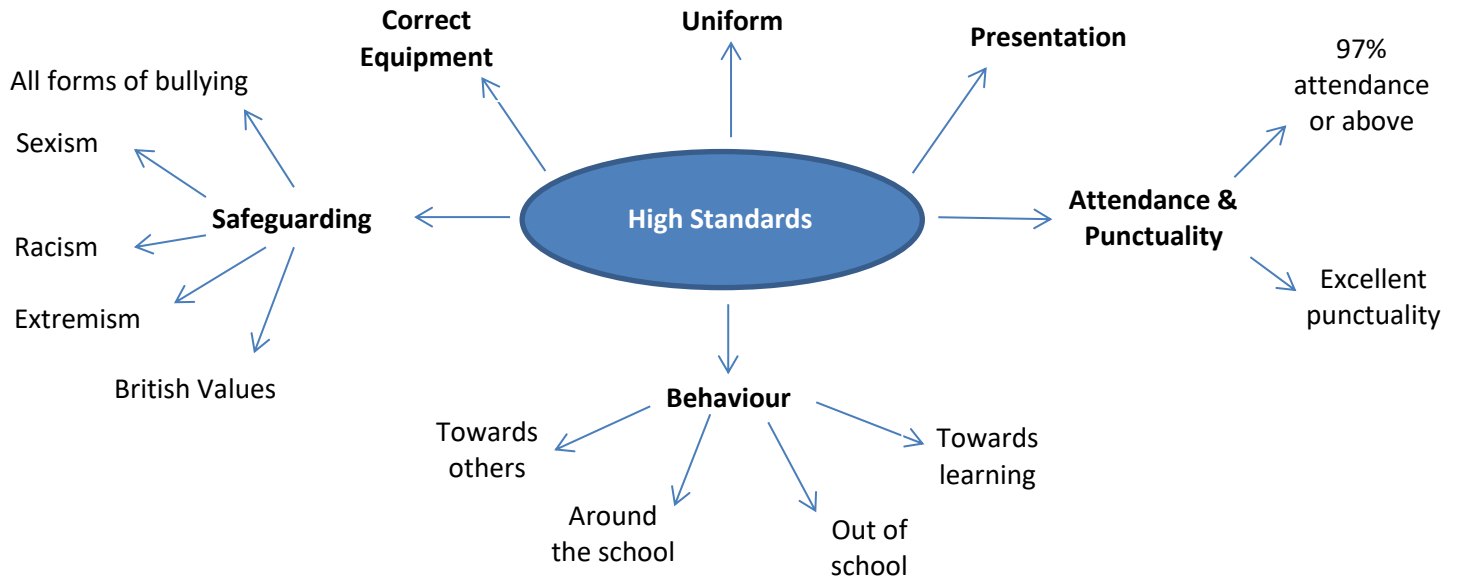 Correct
Equipment
Uniform
Presentation
97%
attendance
or above
All forms of bullying
Sexism
Safeguarding
Racism
Extremism
British Values
High Standards
Attendance &
Punctuality
Excellent
punctuality
Behaviour
Towards
others
Around
the school
Out of
school
Towards
learning